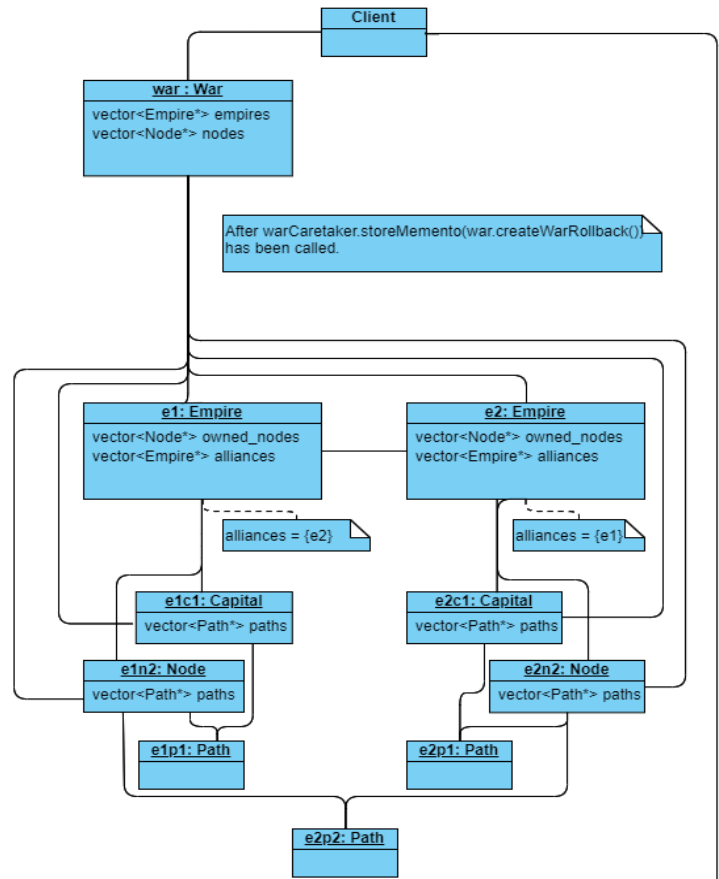 Client
war : War
vector<Empire*> empires
vector<Node*> nodes
After warCaretaker.storeMemento(war.createWarRollback())
has been called.
e1: Empire
vector<Node*> owned_nodes
vector<Empire*> alliances
e2: Empire
vector<Node*> owned_nodes
vector<Empire*> alliances
alliances = {e2}
alliances = {e1}
e1c1: Capital
vector<Path*> paths
e2c1: Capital
vector<Path*> paths
e1n2: Node
vector<Path*> paths
e2n2: Node
vector<Path*> paths
e1p1: Path
e2p1: Path
e2p2: Path